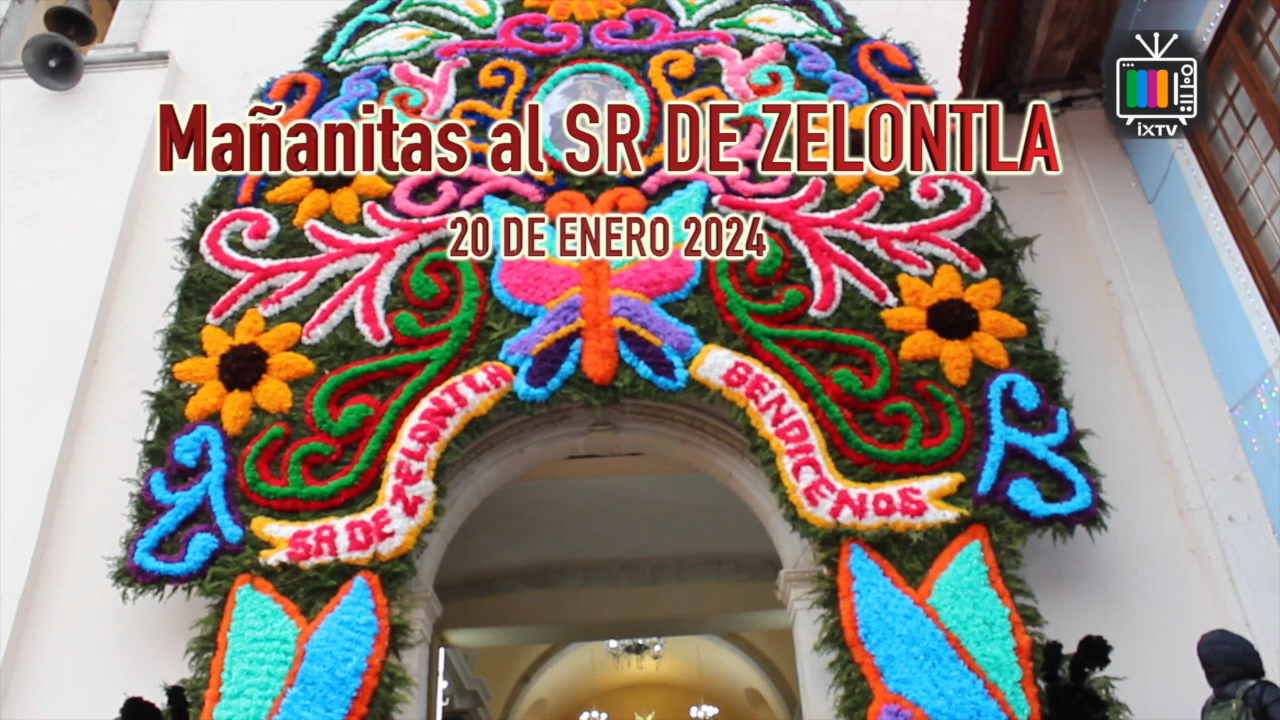 Mañanitas al SR DE ZELONTLA
iXTV
20 DE ENERO 2024
SR DE ZELONTLA
BENDICENOS